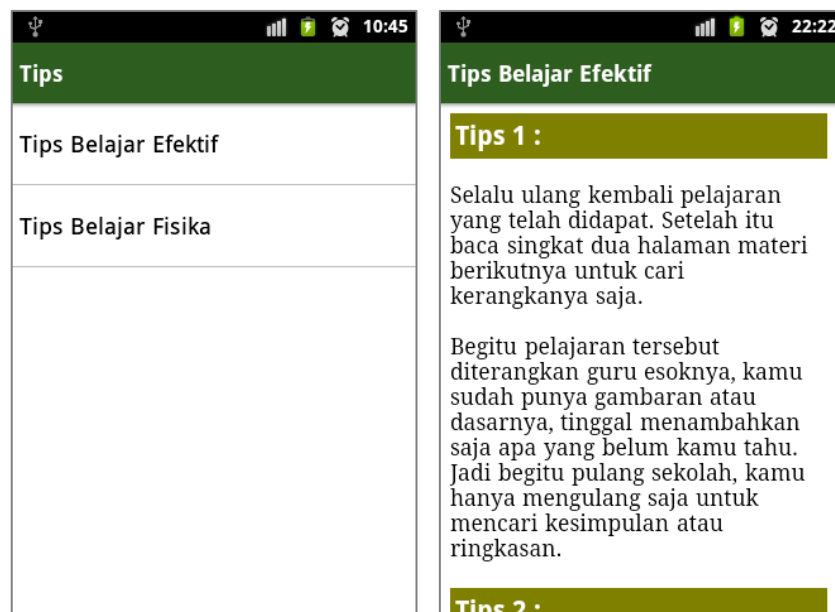 10:45
Tips
Tips Belajar Efektif
Tips Belajar Fisika
22:22
Tips Belajar Efektif
Tips 1 :
Selalu ulang kembali pelajaran
yang telah didapat. Setelah itu
baca singkat dua halaman materi
berikutnya untuk cari
kerangkanya saja.
Begitu pelajaran tersebut
diterangkan guru esoknya, kamu
sudah punya gambaran atau
dasarnya, tinggal menambahkan
saja apa yang belum kamu tahu.
Jadi begitu pulang sekolah, kamu
hanya mengulang saja untuk
mencari kesimpulan atau
ringkasan.
Tips 2 :